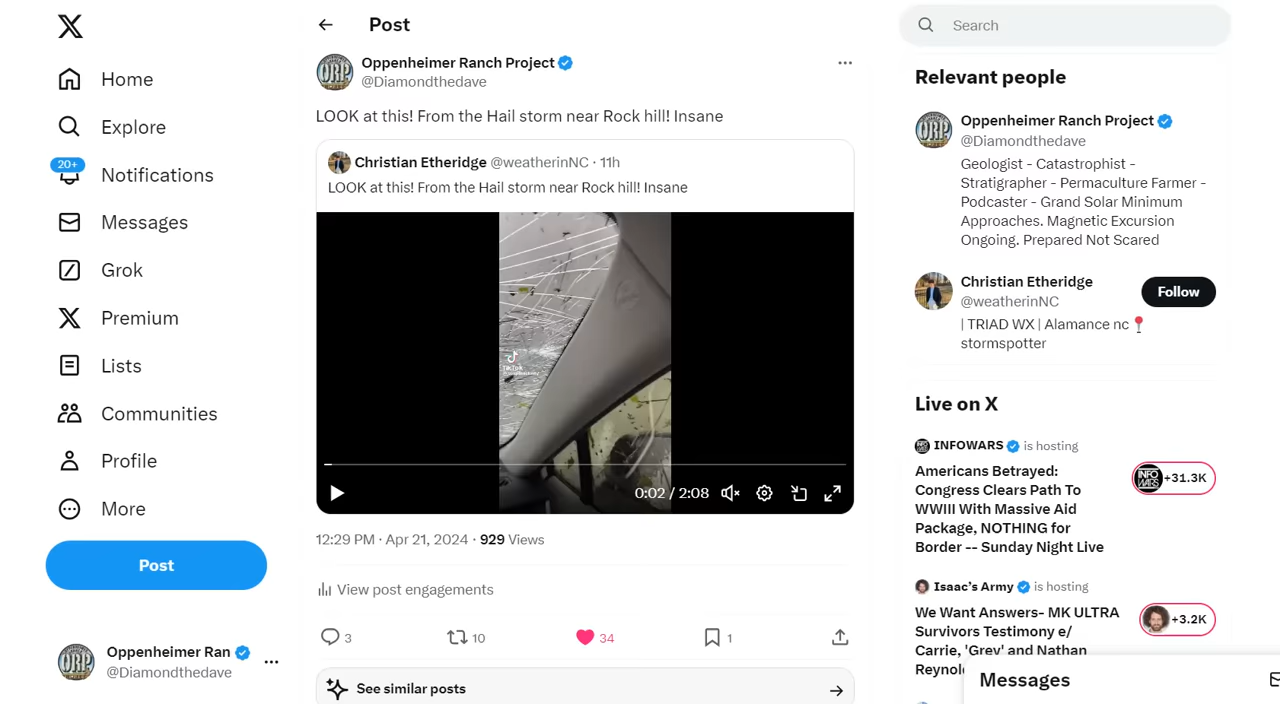 Post
Search
Home
Explore
20+
Notifications
Messages
Grok
Premium
Lists
Communities
Profile
More
Post
Oppenheimer Ran
@Diamondthedave
ORP
Oppenheimer Ranch Project
@Diamondthedave
LOOK at this! From the Hail storm near Rock hill! Insane
Christian Etheridge @weatherinNC · 11h
LOOK at this! From the Hail storm near Rock hill! Insane
TikTok
0:02 / 2:08
12:29 PM · Apr 21, 2024 · 929 Views
View post engagements
3
10
34
1
See similar posts
Relevant people
ORP
Oppenheimer Ranch Project
@Diamondthedave
Geologist - Catastrophist -
Stratigrapher - Permaculture Farmer -
Podcaster - Grand Solar Minimum
Approaches. Magnetic Excursion
Ongoing. Prepared Not Scared
Christian Etheridge
@weatherinNC
Follow
| TRIAD WX | Alamance nc 📍
stormspotter
Live on X
INFOWARS is hosting
Americans Betrayed:
Congress Clears Path To
WWIII With Massive Aid
Package, NOTHING for
Border -- Sunday Night Live
INFO
WARS
+31.3K
Isaac's Army is hosting
We Want Answers- MK ULTRA
Survivors Testimony e/
Carrie, 'Grey' and Nathan
Reynol
+3.2K
Messages